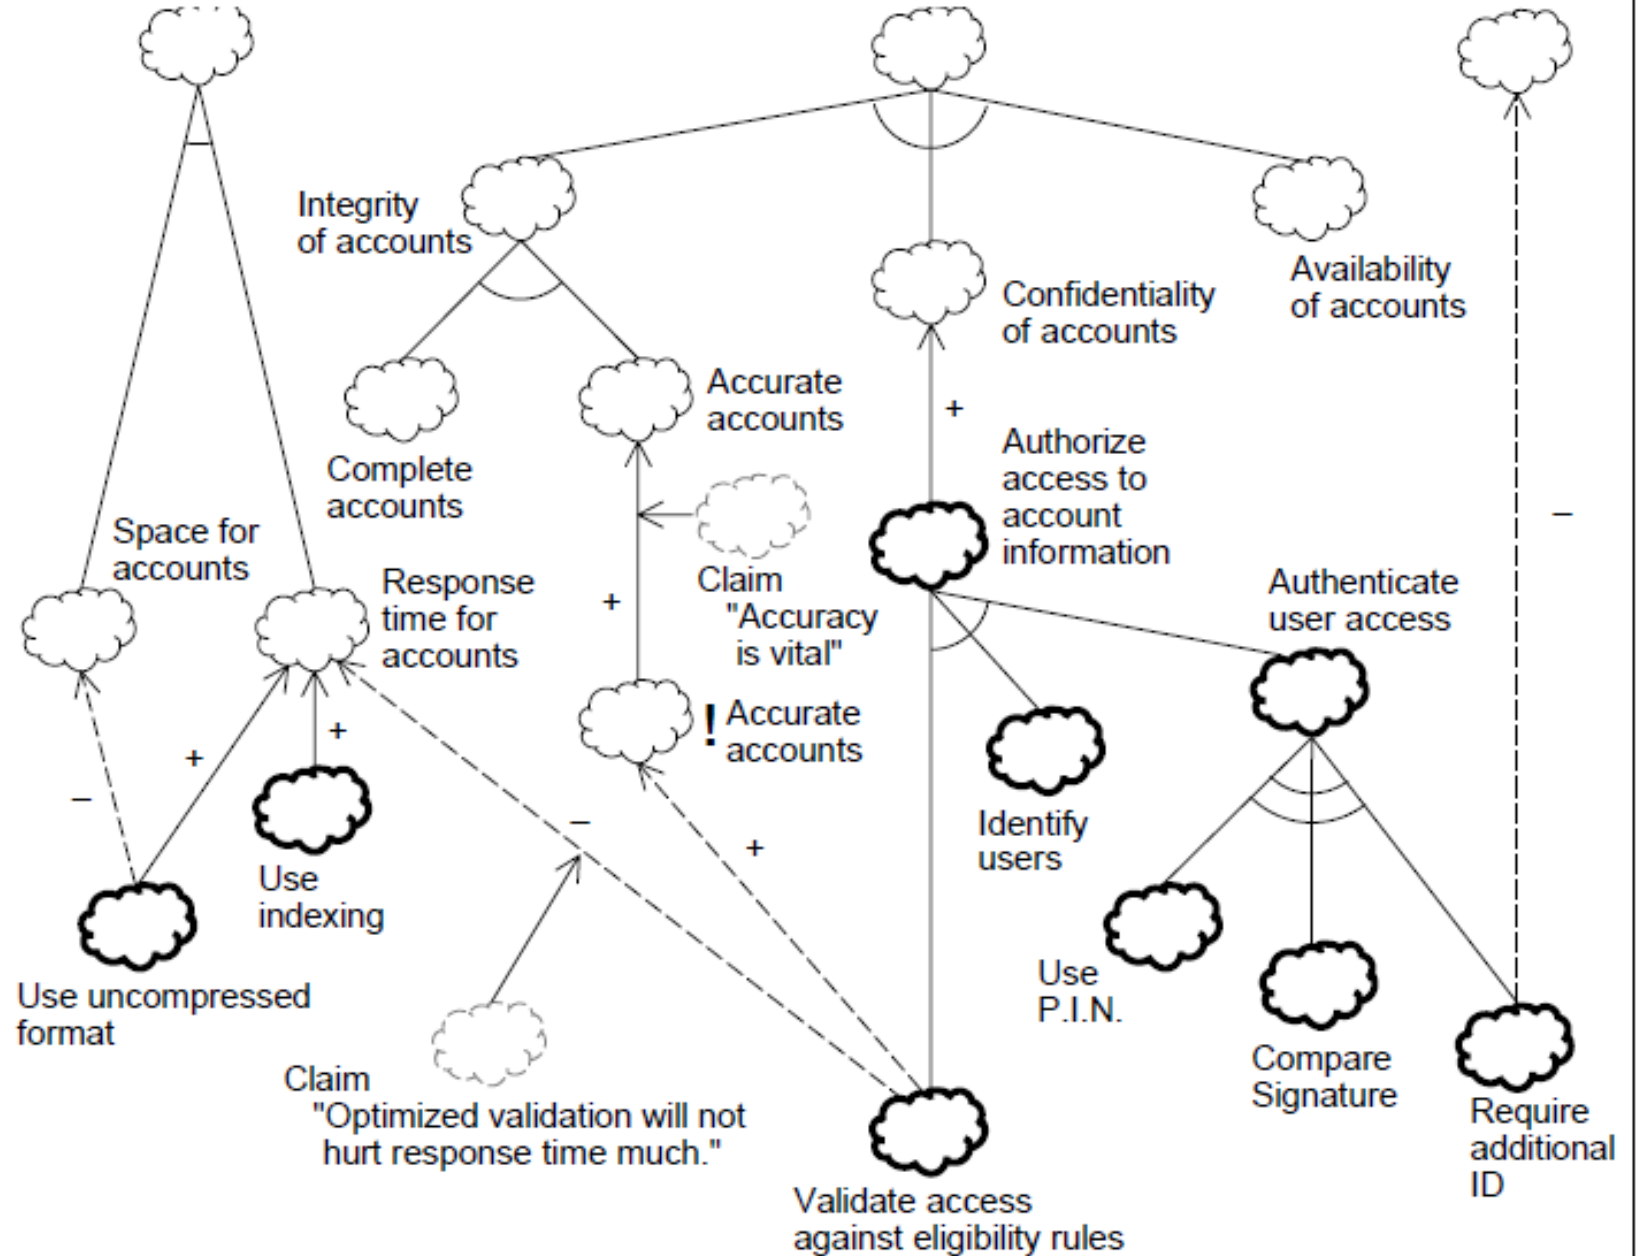 Integrity
of accounts
Confidentiality
of accounts
Availability
of accounts
Complete
accounts
Accurate
accounts
+
Authorize
access to
account
information
Space for
accounts
Response
time for
accounts
Claim
"Accuracy
is vital"
+
–
Authenticate
user access
! Accurate
accounts
+
+
–
–
+
Identify
users
Use
indexing
Use uncompressed
format
Use
P.I.N.
Compare
Signature
Require
additional
ID
Claim
"Optimized validation will not
hurt response time much."
Validate access
against eligibility rules